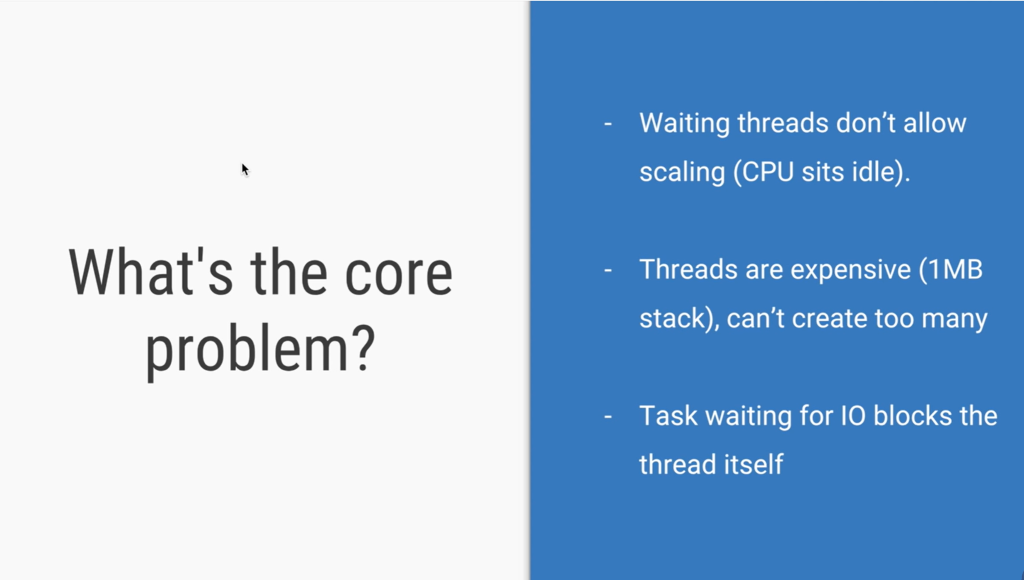 What's the core
problem?
- Waiting threads don’t allow
scaling (CPU sits idle).
- Threads are expensive (1MB
stack), can’t create too many
- Task waiting for IO blocks the
thread itself